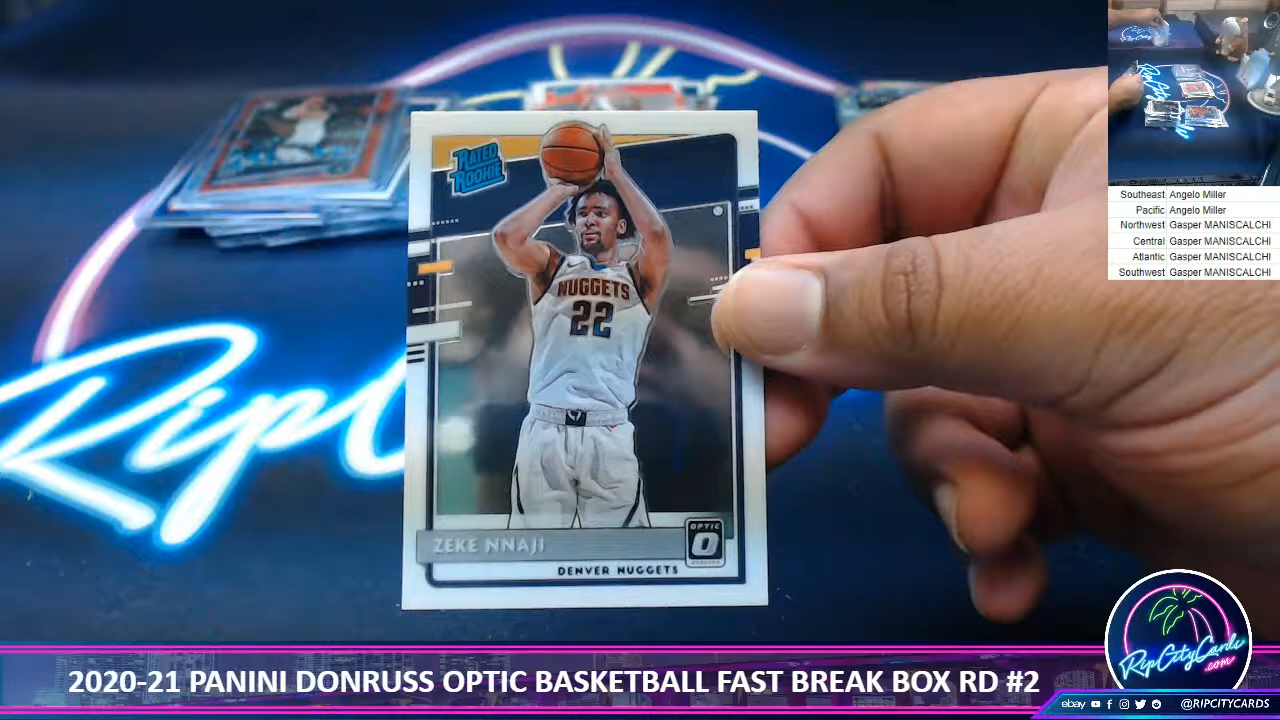 RATED
ROOKIE
NUGGETS
22
ZEKE NNAJI
OPTIC
DENVER NUGGETS
Southeast Angelo Miller
Pacific Angelo Miller
Northwest Gasper MANISCALCHI
Central Gasper MANISCALCHI
Atlantic Gasper MANISCALCHI
Southwest Gasper MANISCALCHI
RipCityCards
.com
2020-21 PANINI DONRUSS OPTIC BASKETBALL FAST BREAK BOX RD #2
ebay @RIPCITYCARDS